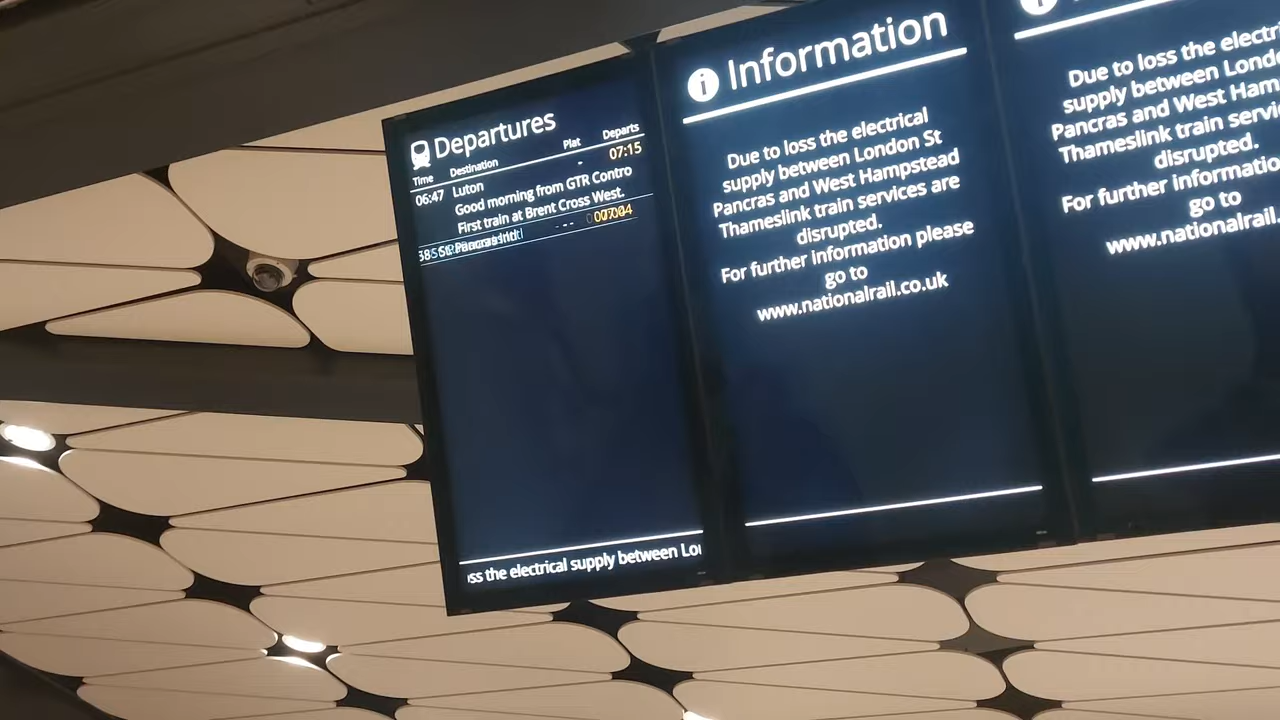 Departures
Time Destination Plat Departs
06:47 Luton - 07:15
Good morning from GTR Contro
First train at Brent Cross West.
oss the electrical supply between Lo
Information
Due to loss the electrical
supply between London St
Pancras and West Hampstead
Thameslink train services are
disrupted.
For further information please
go to
www.nationalrail.co.uk
Due to loss the electri
supply between Lond
Pancras and West Ham
Thameslink train servi
disrupted.
For further informatio
go to
www.nationalrail